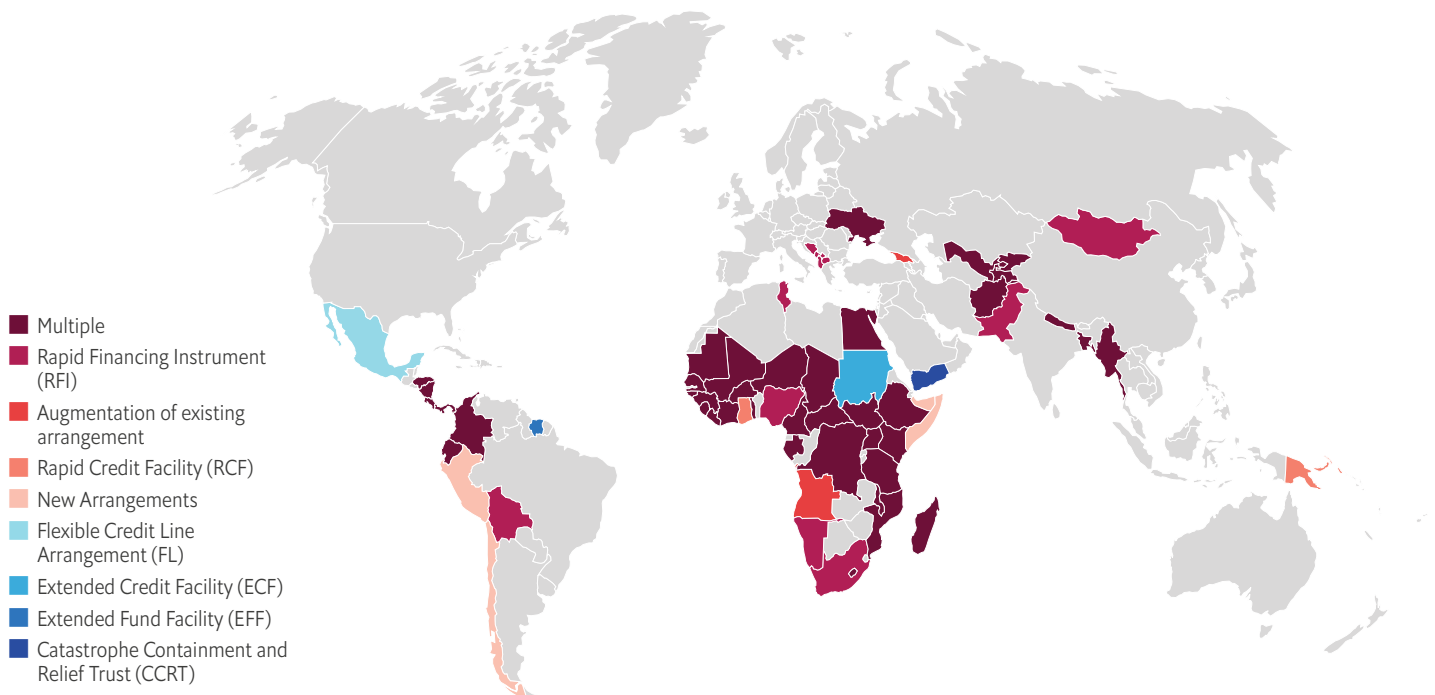 Multiple
Rapid Financing Instrument
(RFI)
Augmentation of existing
arrangement
Rapid Credit Facility (RCF)
New Arrangements
Flexible Credit Line
Arrangement (FL)
Extended Credit Facility (ECF)
Extended Fund Facility (EFF)
Catastrophe Containment and
Relief Trust (CCRT)